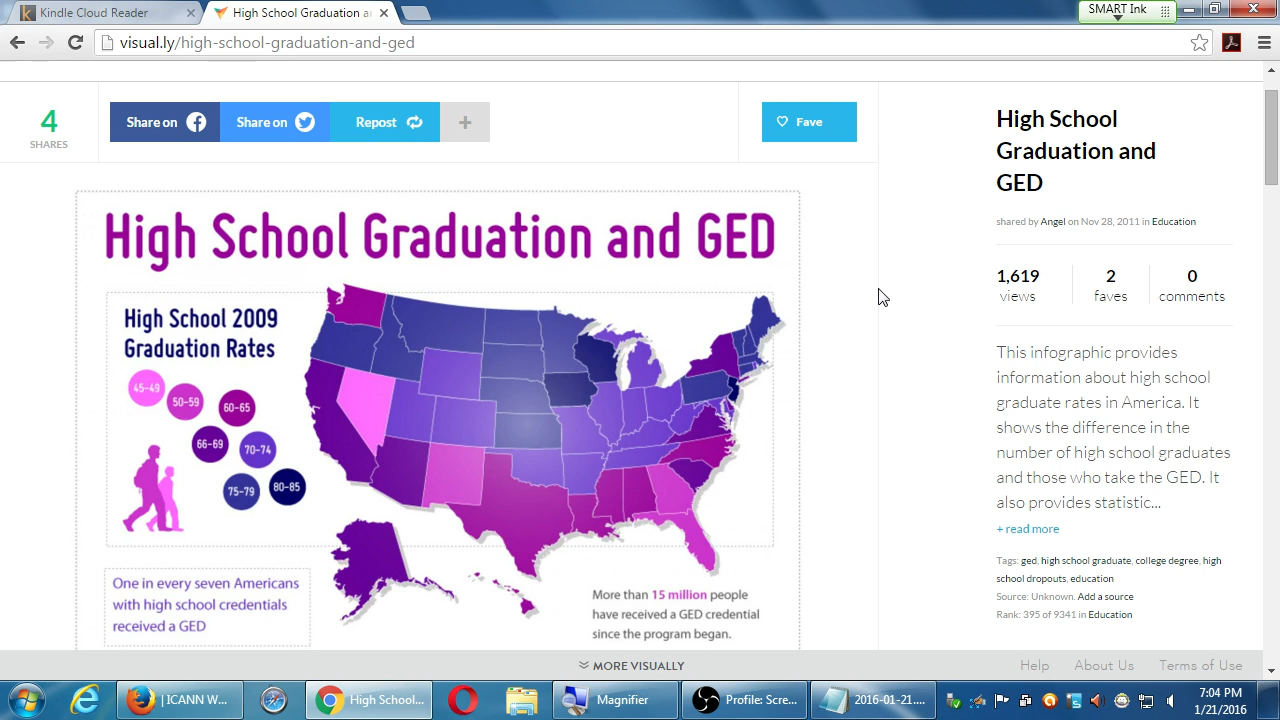 Kindle Cloud Reader
High School Graduation an
SMART Ink
visual.ly/high-school-graduation-and-ged
4
SHARES
Share on
Share on
Repost
+
Fave
High School
Graduation and
GED
shared by Angel on Nov 28, 2011 in Education
1,619
views
2
faves
0
comments
This infographic provides
information about high school
graduate rates in America. It
shows the difference in the
number of high school graduates
and those who take the GED. It
also provides statistic...
+ read more
Tags: ged, high school graduate, college degree, high
school dropouts, education
Source: Unknown. Add a source
Rank: 395 of 9341 in Education
High School Graduation and GED
High School 2009
Graduation Rates
45-49
50-59
60-65
66-69
70-74
75-79
80-85
One in every seven Americans
with high school credentials
received a GED
More than 15 million people
have received a GED credential
since the program began.
MORE VISUALLY
Help
About Us
Terms of Use
| ICANN W...
High School...
Magnifier
Profile: Scre...
2016-01-21....
7:04 PM
1/21/2016